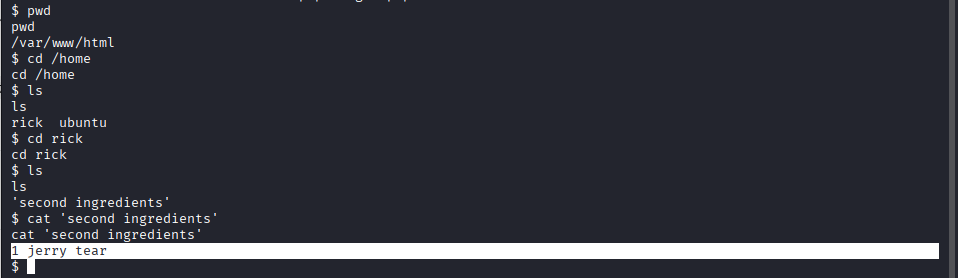 $ pwd
pwd
/var/www/html
$ cd /home
cd /home
$ ls
ls
rick  ubuntu
$ cd rick
cd rick
$ ls
ls
'second ingredients'
$ cat 'second ingredients'
cat 'second ingredients'
1 jerry tear
$